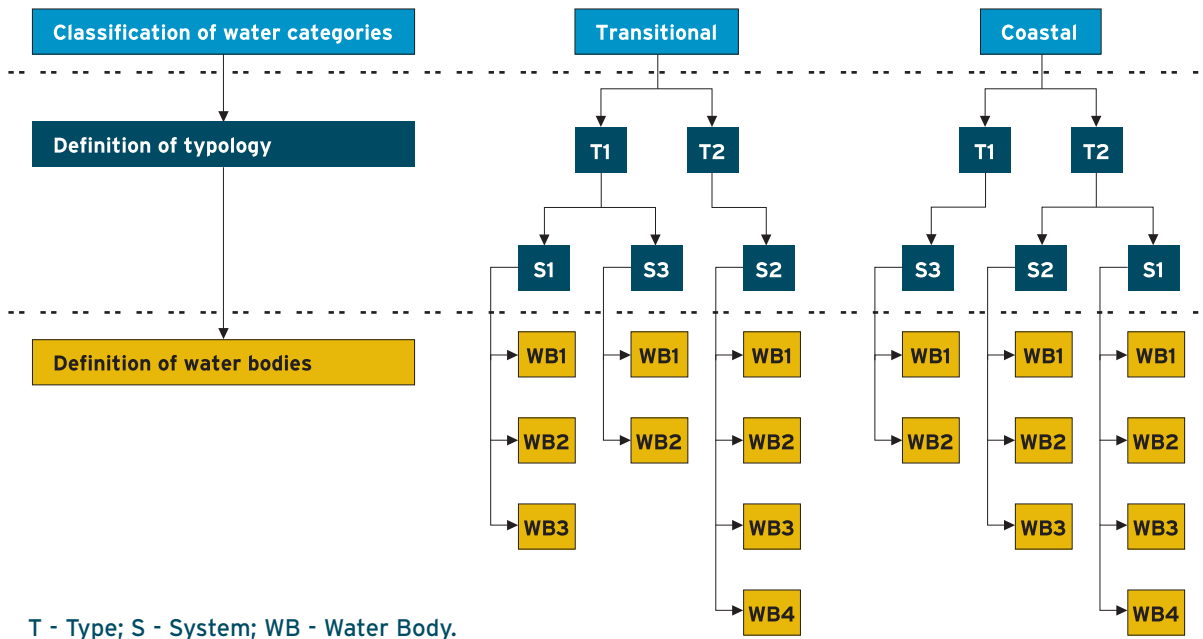 Classification of water categories
Transitional
Coastal
Definition of typology
T1
T2
T1
T2
S1
S3
S2
S3
S2
S1
Definition of water bodies
WB1
WB1
WB1
WB1
WB1
WB1
WB2
WB2
WB2
WB2
WB2
WB2
WB3
WB3
WB3
WB3
WB4
WB4
T - Type; S - System; WB - Water Body.